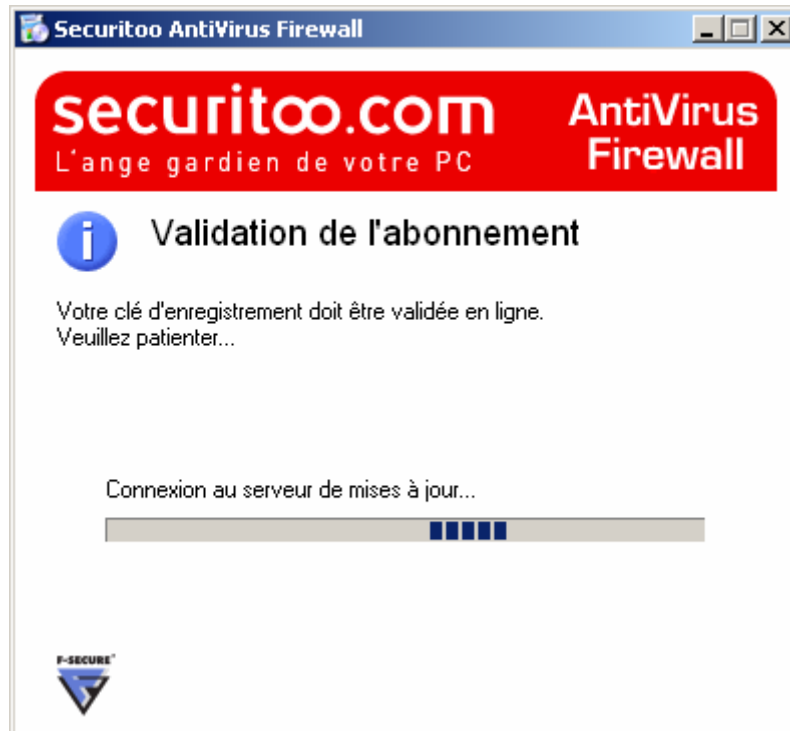 Securitoo AntiVirus Firewall
securitoo.com
L'ange gardien de votre PC
AntiVirus
Firewall
i
Validation de l'abonnement
Votre clé d'enregistrement doit être validée en ligne.
Veuillez patienter...
Connexion au serveur de mises à jour...
F-SECURE